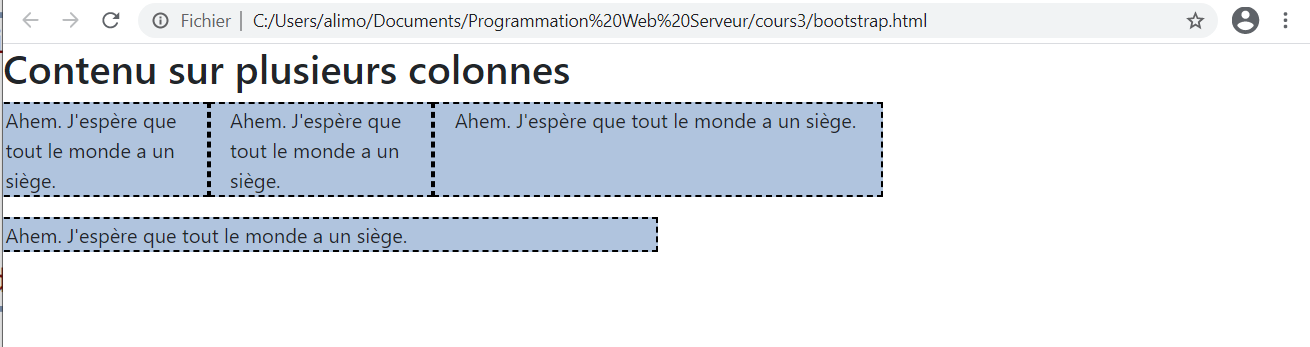 Fichier | C:/Users/alimo/Documents/Programmation%20Web%20Serveur/cours3/bootstrap.html
Contenu sur plusieurs colonnes
Ahem. J'espère que
tout le monde a un
siège.
Ahem. J'espère que
tout le monde a un
siège.
Ahem. J'espère que tout le monde a un siège.
Ahem. J'espère que tout le monde a un siège.